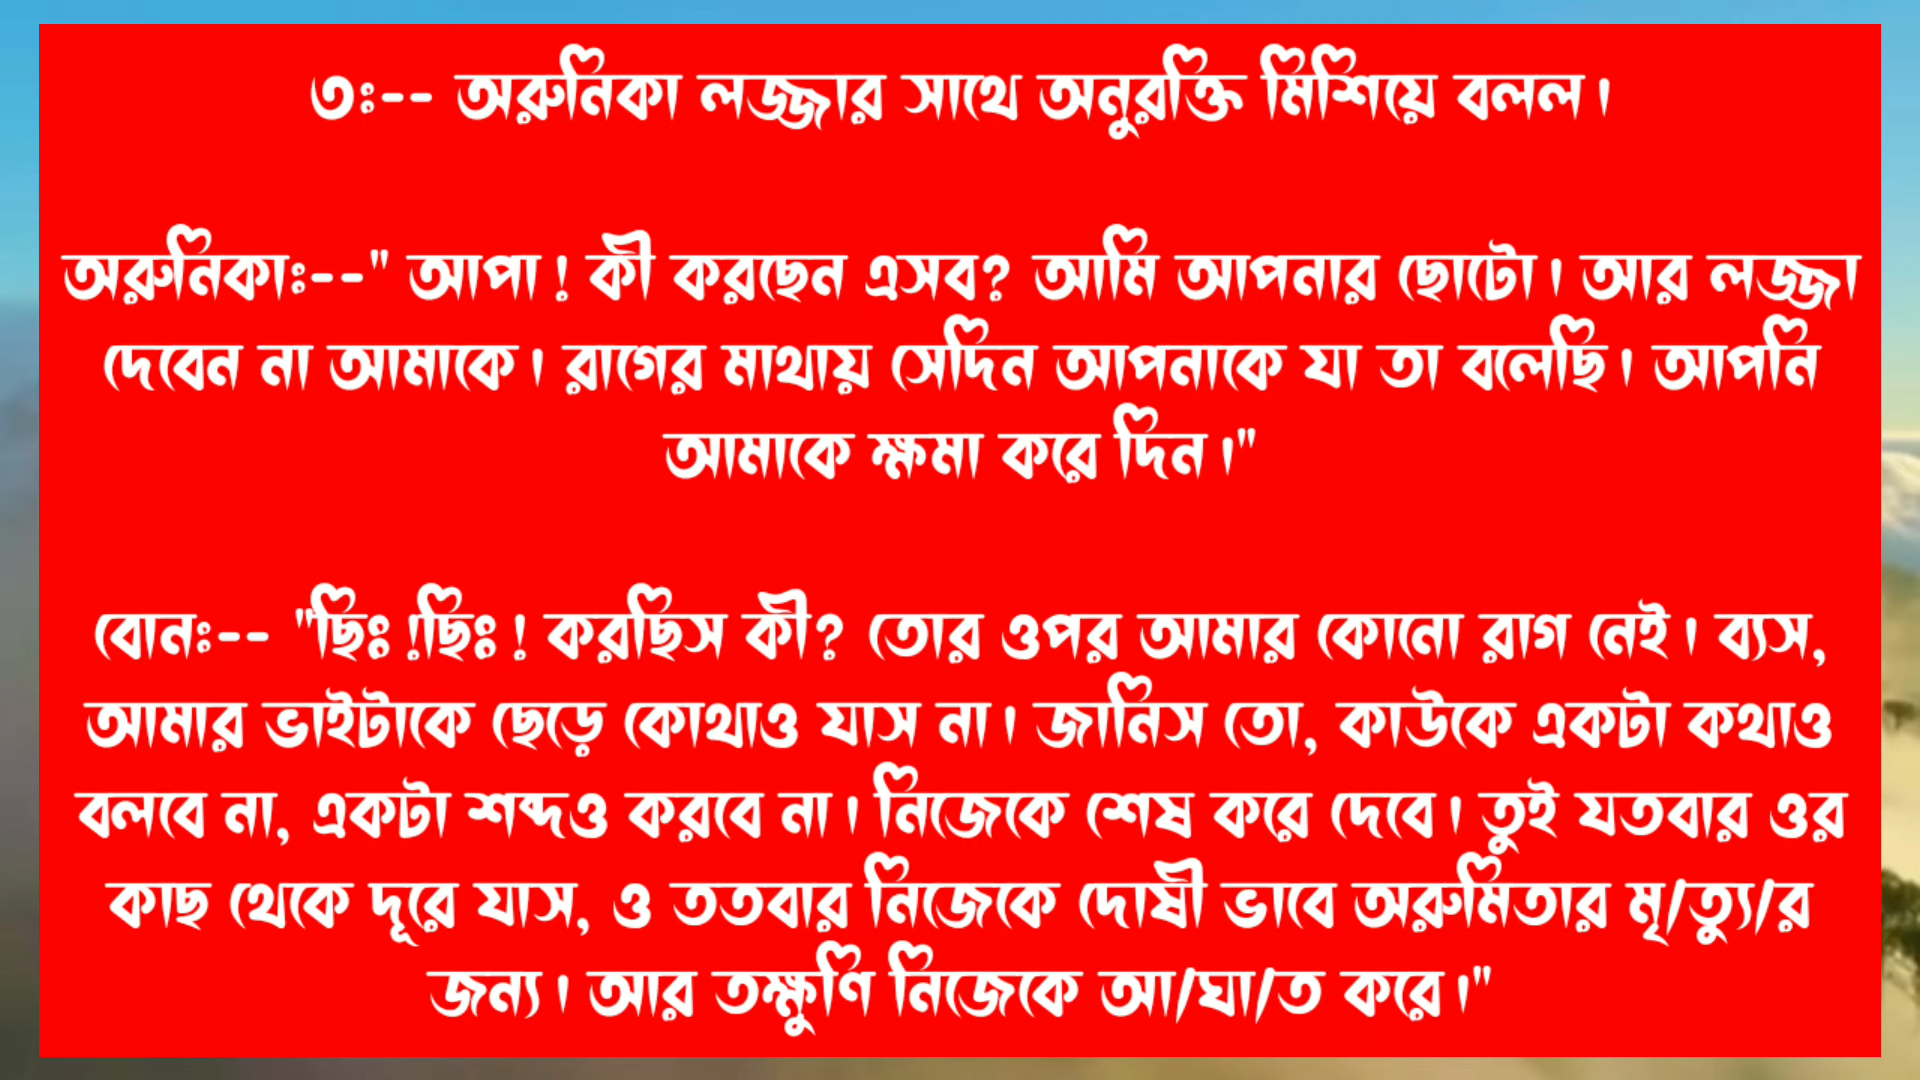 ৩ঃ-- অরুনিকা লজ্জার সাথে অনুরক্তি মিশিয়ে বলল।
অরুনিকাঃ--" আপা! কী করছেন এসব? আমি আপনার ছোটো। আর লজ্জা
দেবেন না আমাকে। রাগের মাথায় সেদিন আপনাকে যা তা বলেছি। আপনি
আমাকে ক্ষমা করে দিন।"
বোনঃ-- "ছিঃ !ছিঃ! করছিস কী? তোর ওপর আমার কোনো রাগ নেই। ব্যস,
আমার ভাইটাকে ছেড়ে কোথাও যাস না। জানিস তো, কাউকে একটা কথাও
বলবে না, একটা শব্দও করবে না। নিজেকে শেষ করে দেবে। তুই যতবার ওর
কাছ থেকে দূরে যাস, ও ততবার নিজেকে দোষী ভাবে অরুমিতার মৃ/ত্যু/র
জন্য। আর তক্ষুণি নিজেকে আ/ঘা/ত করে।"